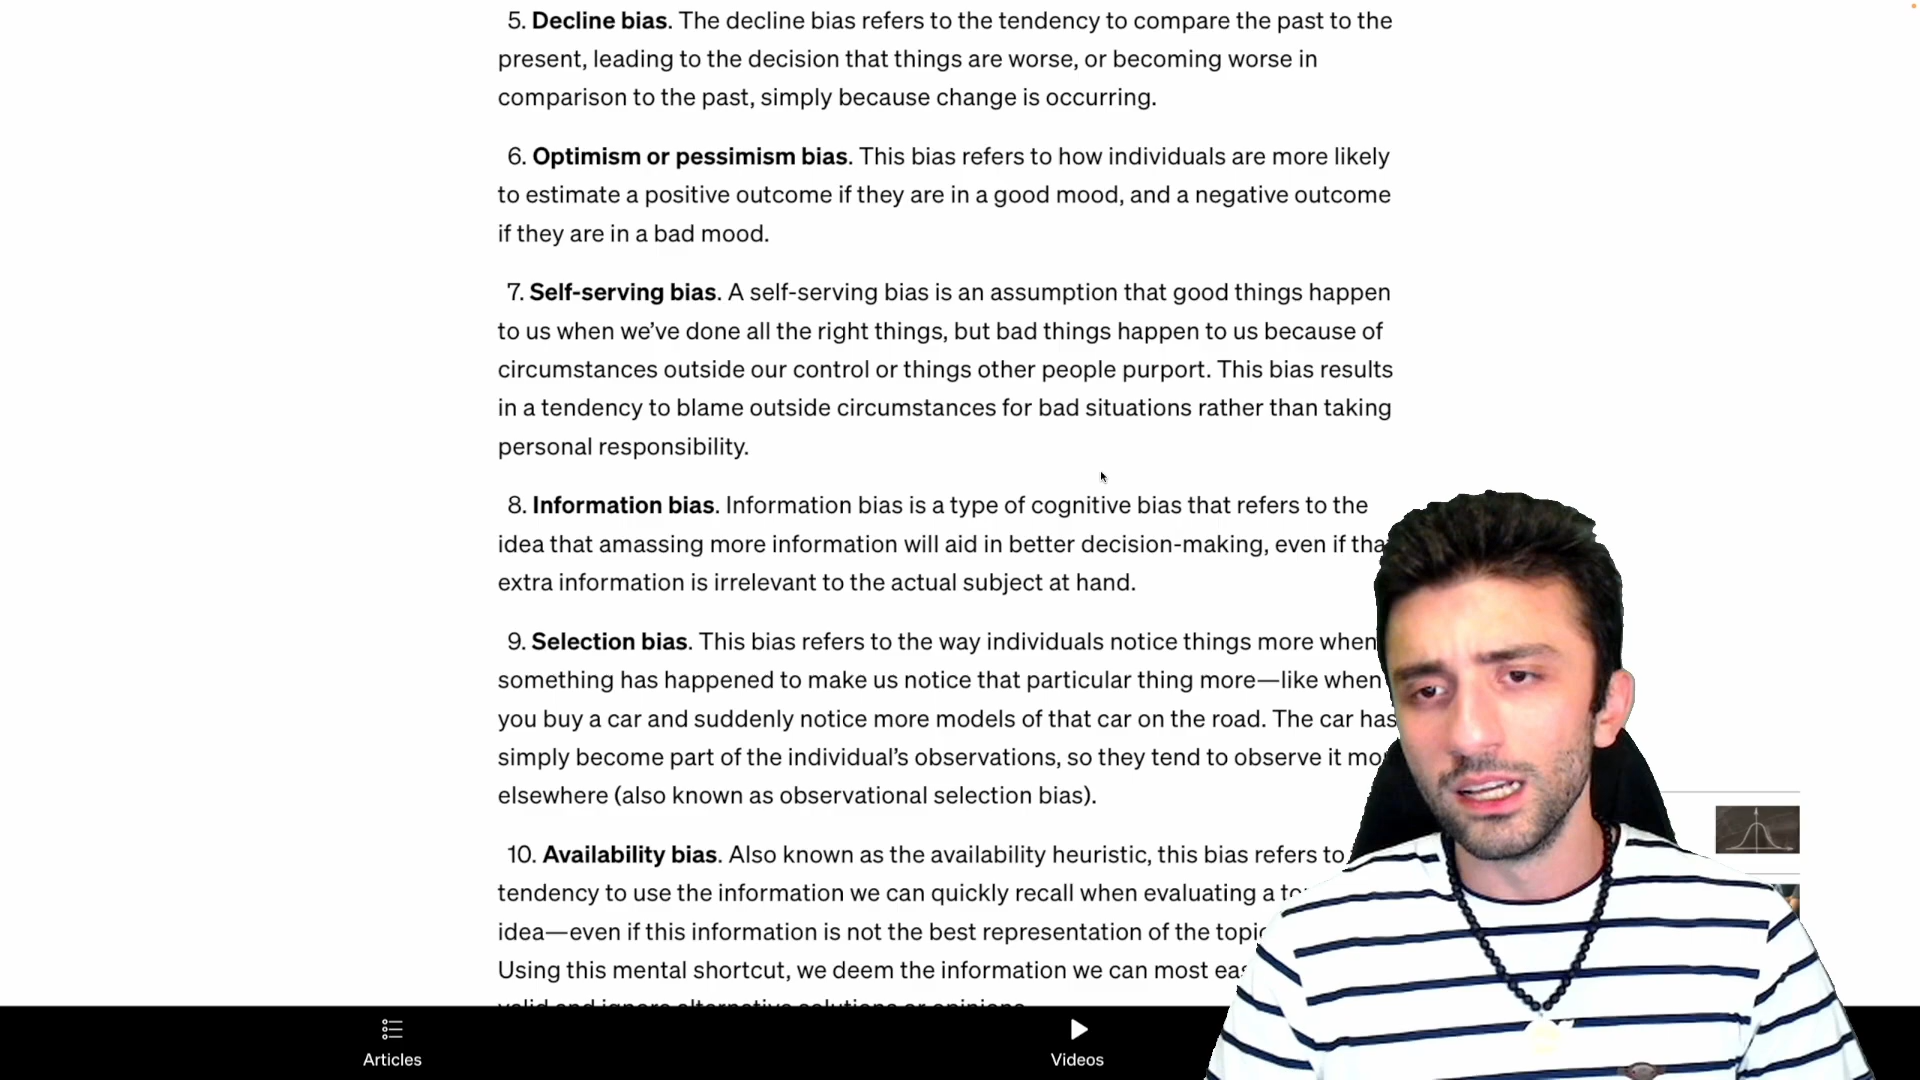 5. Decline bias. The decline bias refers to the tendency to compare the past to the
present, leading to the decision that things are worse, or becoming worse in
comparison to the past, simply because change is occurring.
6. Optimism or pessimism bias. This bias refers to how individuals are more likely
to estimate a positive outcome if they are in a good mood, and a negative outcome
if they are in a bad mood.
7. Self-serving bias. A self-serving bias is an assumption that good things happen
to us when we’ve done all the right things, but bad things happen to us because of
circumstances outside our control or things other people purport. This bias results
in a tendency to blame outside circumstances for bad situations rather than taking
personal responsibility.
8. Information bias. Information bias is a type of cognitive bias that refers to the
idea that amassing more information will aid in better decision-making, even if
extra information is irrelevant to the actual subject at hand.
9. Selection bias. This bias refers to the way individuals notice things more when
something has happened to make us notice that particular thing more—like when
you buy a car and suddenly notice more models of that car on the road. The car has
simply become part of the individual’s observations, so they tend to observe it
elsewhere (also known as observational selection bias).
10. Availability bias. Also known as the availability heuristic, this bias refers to
tendency to use the information we can quickly recall when evaluating a
idea—even if this information is not the best representation of the
Using this mental shortcut, we deem the information we can most
valid and ignore alternative solutions or opinions.
Articles
Videos